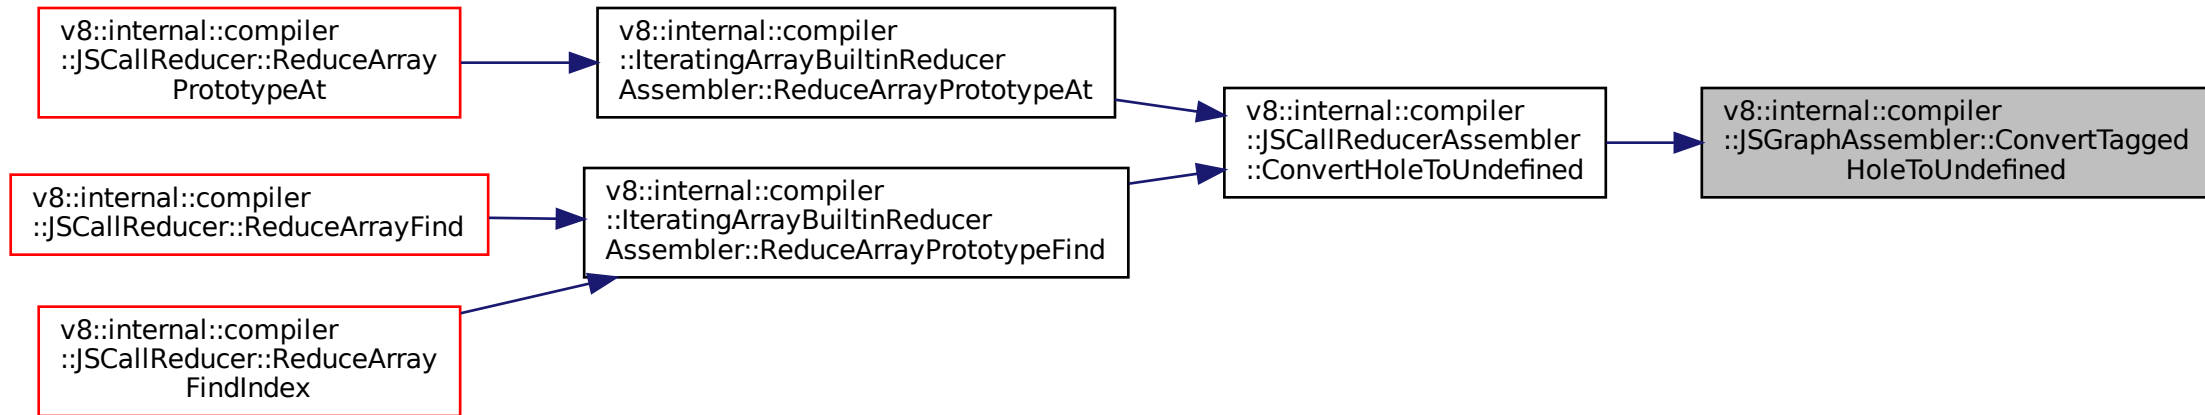 v8::internal::compiler
::JSCallReducer::ReduceArray
PrototypeAt
v8::internal::compiler
::IteratingArrayBuiltinReducer
Assembler::ReduceArrayPrototypeAt
v8::internal::compiler
::JSCallReducerAssembler
::ConvertHoleToUndefined
v8::internal::compiler
::JSGraphAssembler::ConvertTagged
HoleToUndefined
v8::internal::compiler
::JSCallReducer::ReduceArrayFind
v8::internal::compiler
::IteratingArrayBuiltinReducer
Assembler::ReduceArrayPrototypeFind
v8::internal::compiler
::JSCallReducer::ReduceArray
FindIndex